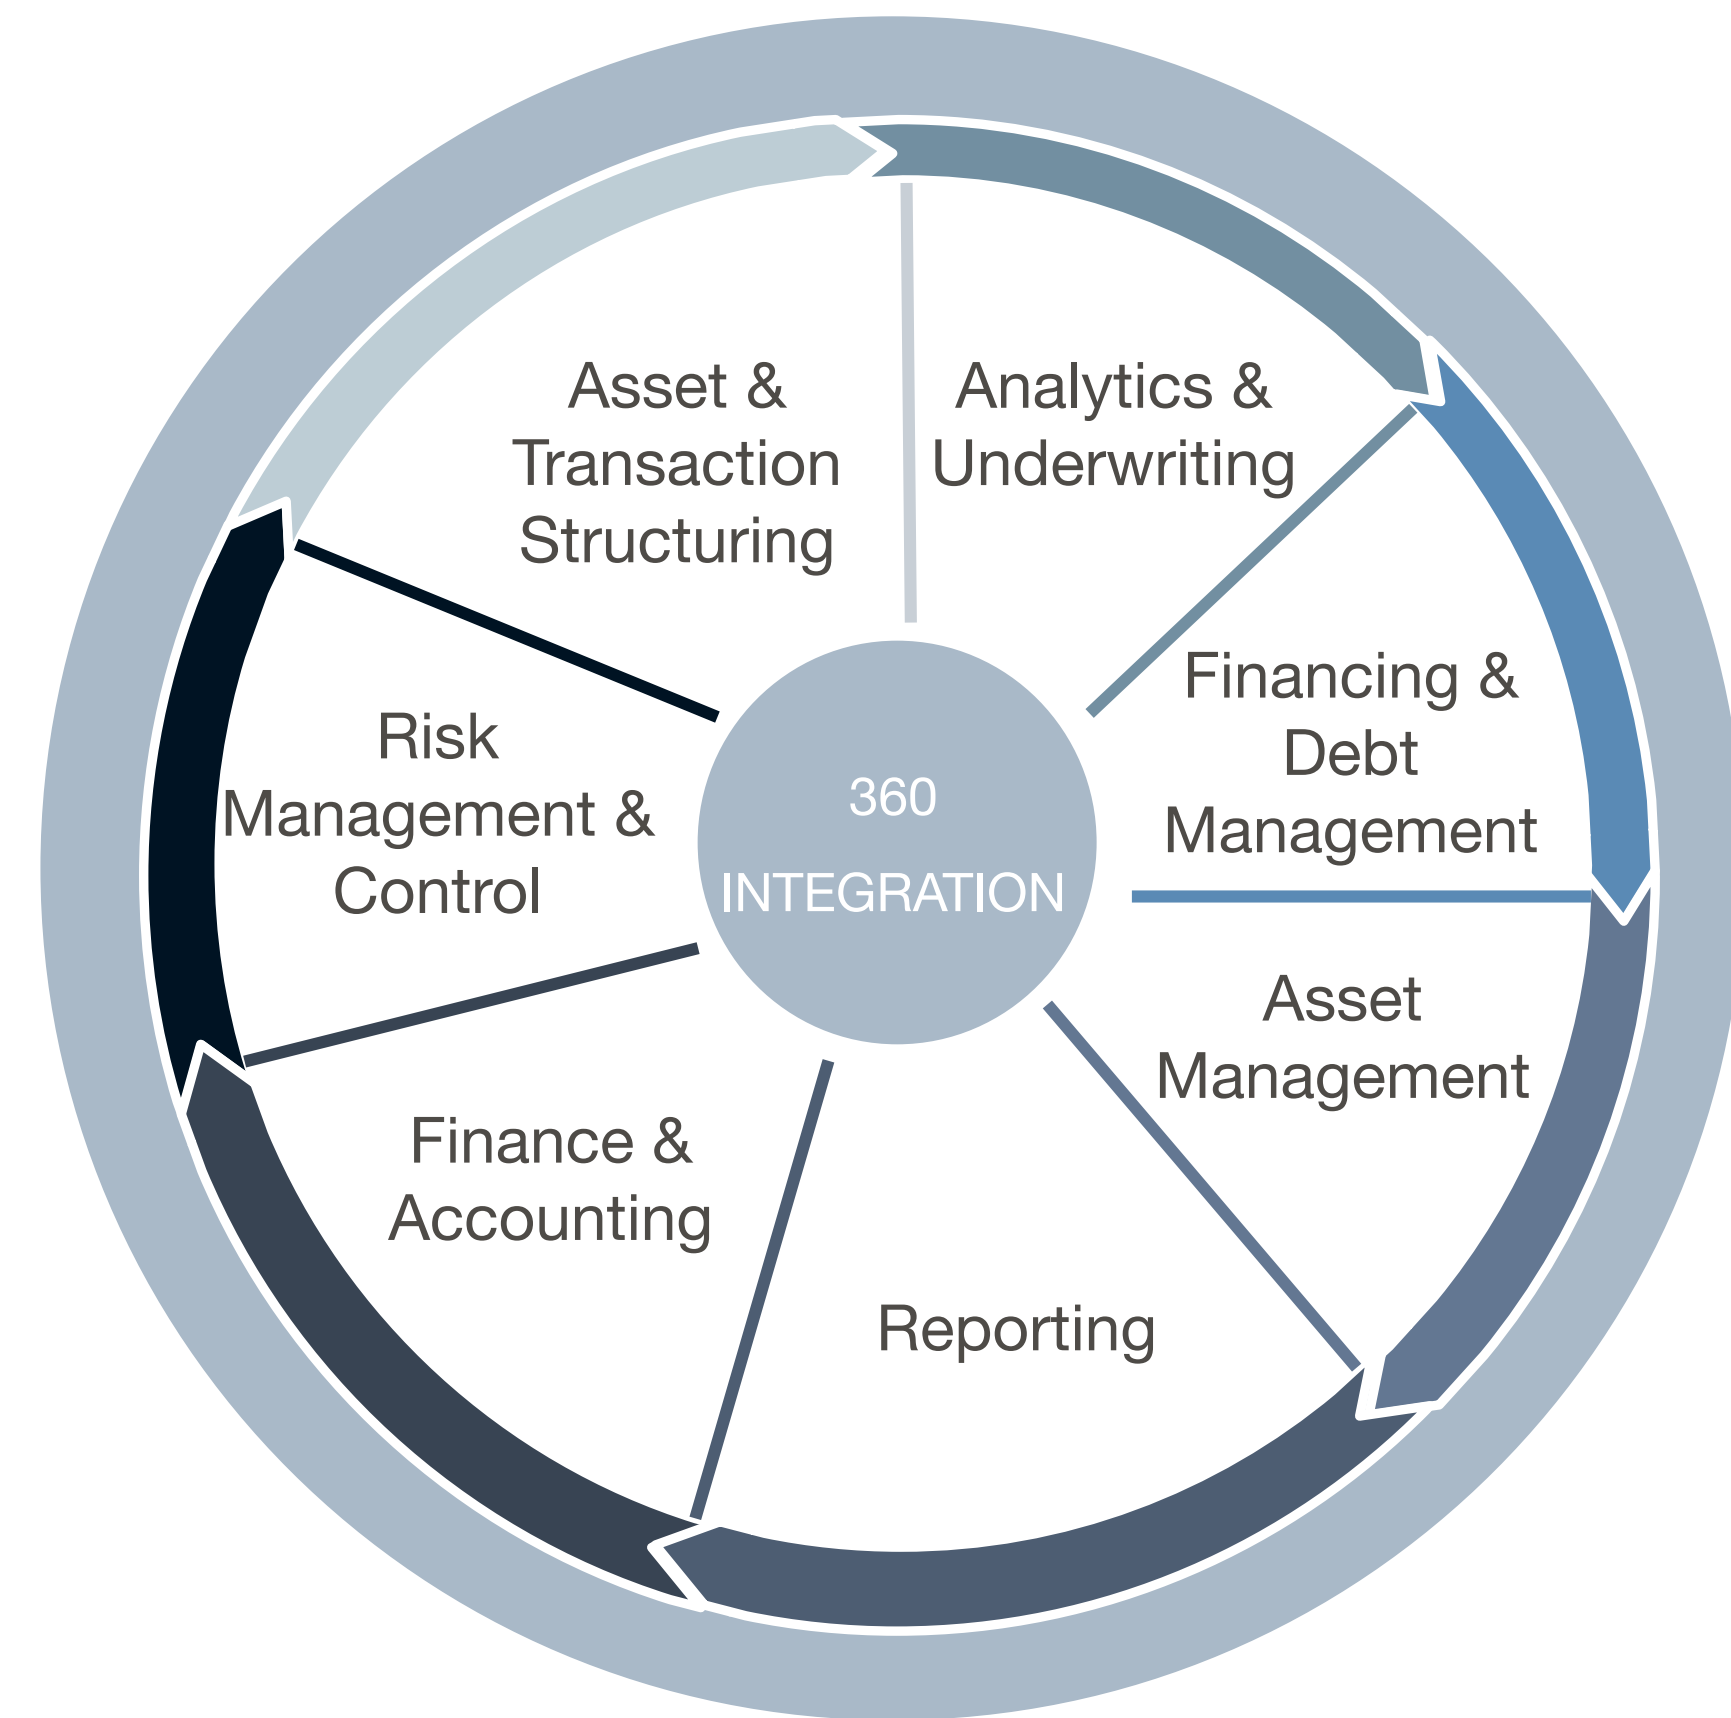 Asset &
Transaction
Structuring
Analytics &
Underwriting
Financing &
Debt
Management
Asset
Management
Reporting
Finance &
Accounting
Risk
Management &
Control
360
INTEGRATION